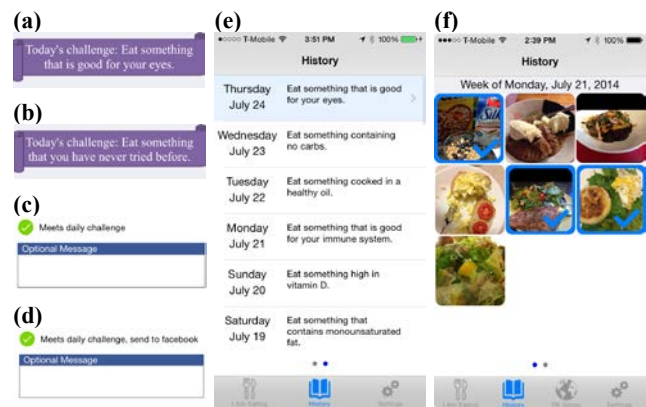 (a)
Today's challenge: Eat something
that is good for your eyes.
(b)
Today's challenge: Eat something
that you have never tried before.
(c)
Meets daily challenge
Optional Message
(d)
Meets daily challenge, send to facebook
Optional Message
(e)
T-Mobile 3:51 PM 100%
History
Thursday
July 24
Eat something that is good
for your eyes.
Wednesday
July 23
Eat something containing
no carbs.
Tuesday
July 22
Eat something cooked in a
healthy oil.
Monday
July 21
Eat something that is good
for your immune system.
Sunday
July 20
Eat something high in
vitamin D.
Saturday
July 19
Eat something that
contains monounsaturated
fat.
I Am Eating History Settings
(f)
T-Mobile 2:39 PM 100%
History
Week of Monday, July 21, 2014
Silk
I Am Eating History Settings